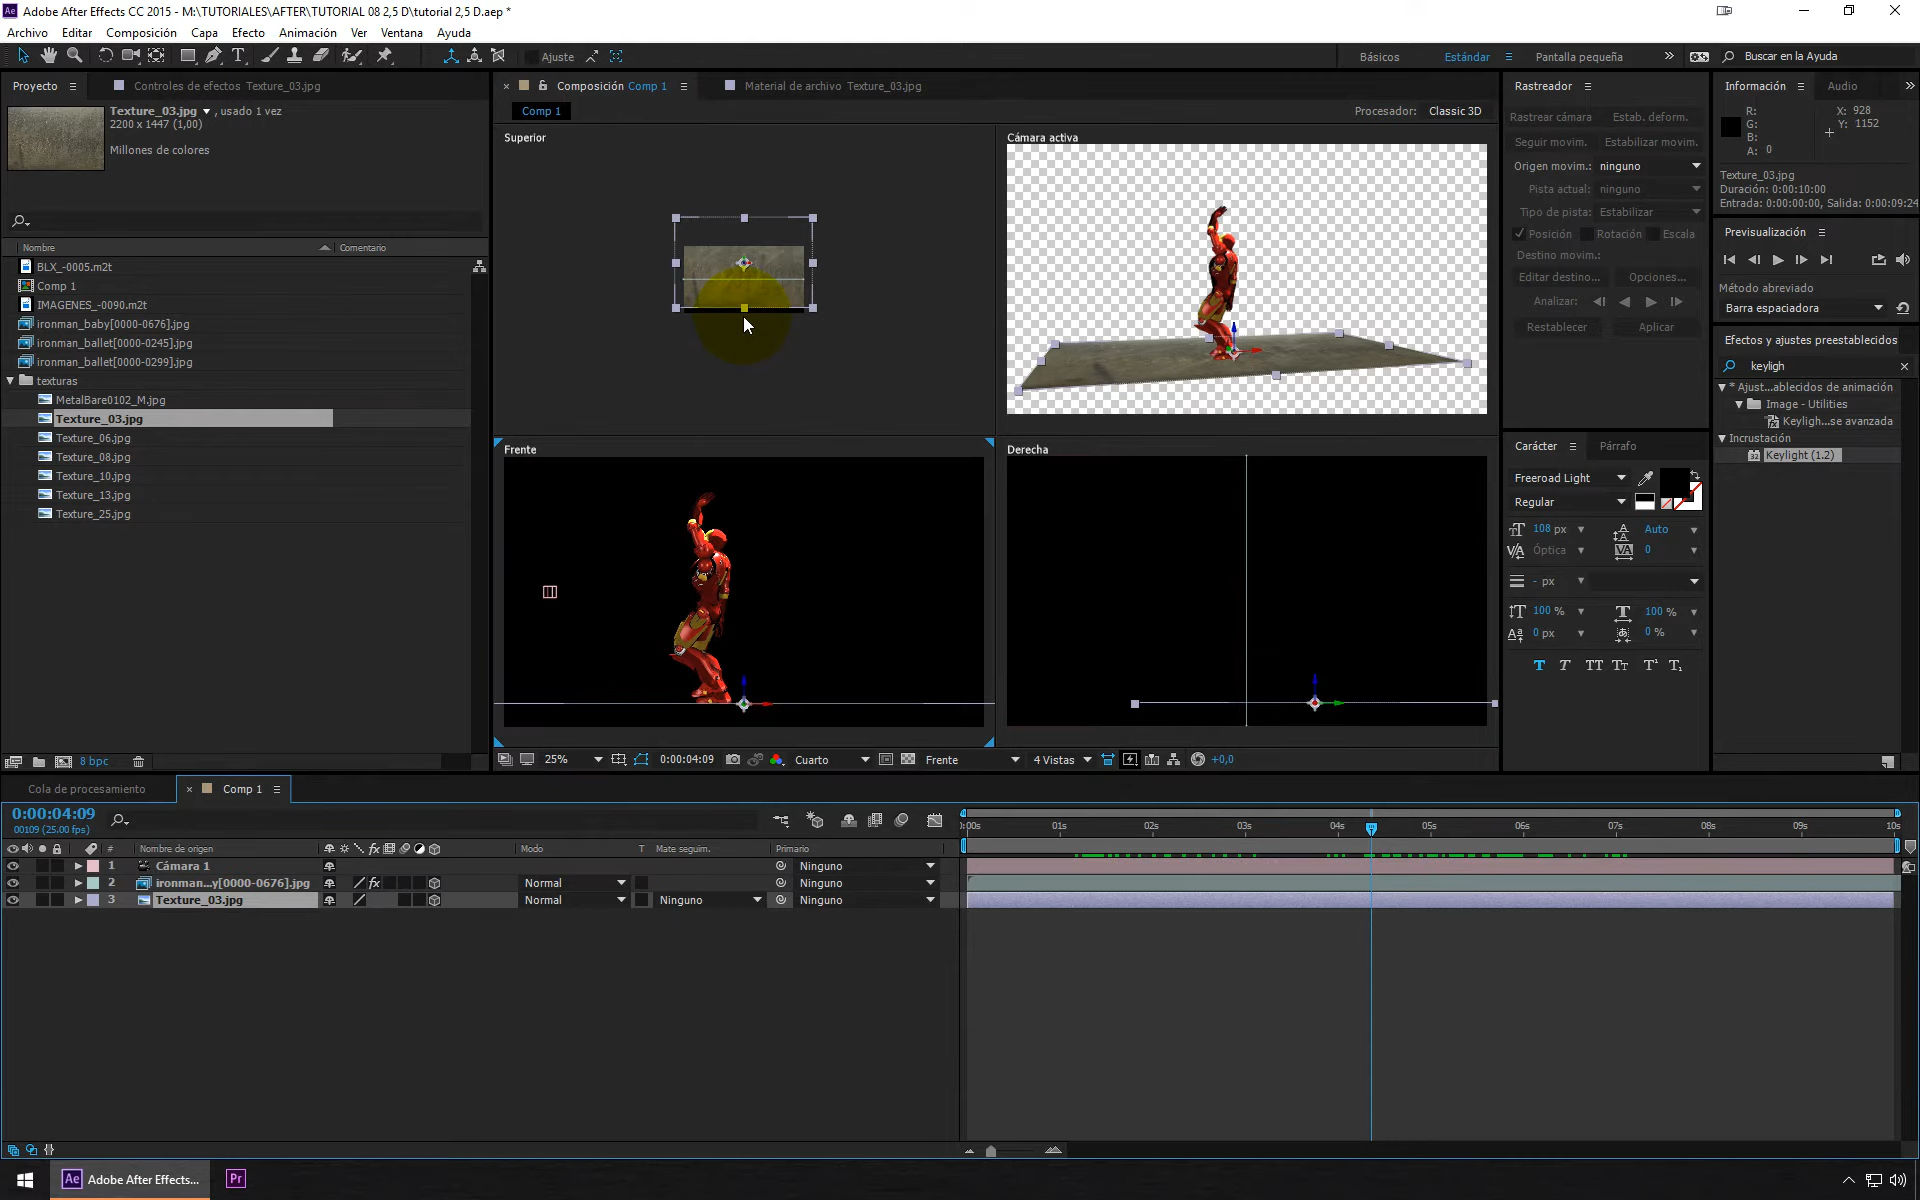 Adobe After Effects CC 2015 - M:\TUTORIALES\AFTER\TUTORIAL 08 2,5 D\tutorial 2,5 D.aep *
Archivo Editar Composición Capa Efecto Animación Ver Ventana Ayuda
Ajuste Básicos Estándar Pantalla pequeña Buscar en la Ayuda
Proyecto Controles de efectos Texture_03.jpg
Texture_03.jpg , usado 1 vez
2200 x 1447 (1,00)
Millones de colores
Nombre Comentario
BLX_-0005.m2t
Comp 1
IMAGENES_-0090.m2t
ironman_baby[0000-0676].jpg
ironman_ballet[0000-0245].jpg
ironman_ballet[0000-0299].jpg
texturas
MetalBare0102_M.jpg
Texture_03.jpg
Texture_06.jpg
Texture_08.jpg
Texture_10.jpg
Texture_13.jpg
Texture_25.jpg
8 bpc
Composición Comp 1 Material de archivo Texture_03.jpg
Comp 1 Procesador: Classic 3D
Superior Cámara activa
Frente Derecha
25% 0:00:04:09 Cuarto Frente 4 Vistas +0,0
Rastreador
Rastrear cámara Estab. deform.
Seguir movim. Estabilizar movim.
Origen movim.: ninguno
Pista actual: ninguno
Tipo de pista: Estabilizar
Posición Rotación Escala
Destino movim.:
Editar destino... Opciones...
Analizar:
Restablecer Aplicar
Carácter Párrafo
Freeroad Light
Regular
108 px Auto
Óptica 0
- px
100 % 100 %
0 px 0 %
T T TT Tт T¹ T₁
Información Audio
R: X: 928
G: Y: 1152
B:
A: 0
Texture_03.jpg
Duración: 0:00:10:00
Entrada: 0:00:00:00, Salida: 0:00:09:24
Previsualización
Método abreviado
Barra espaciadora
Efectos y ajustes preestablecidos
keyligh
* Ajust...ablecidos de animación
Image - Utilities
Keyligh...se avanzada
Incrustación
Keylight (1.2)
Cola de procesamiento Comp 1
0:00:04:09
00109 (25.00 fps)
# Nombre de origen fx Modo T Mate seguim. Primario
1 Cámara 1 Ninguno
2 ironman...y[0000-0676].jpg fx Normal Ninguno
3 Texture_03.jpg Normal Ninguno Ninguno
):00s 01s 02s 03s 04s 05s 06s 07s 08s 09s 10s
Ae Adobe After Effects... Pr